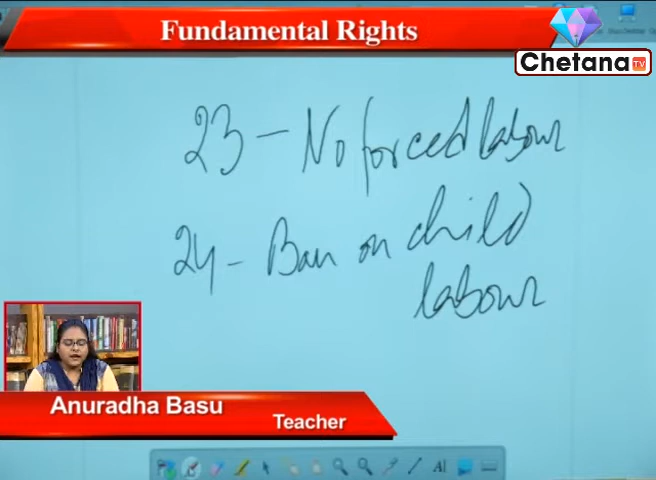 Fundamental Rights
Chetana TV
23 - No forced labour
24 - Ban on child
labour
Anuradha Basu
Teacher